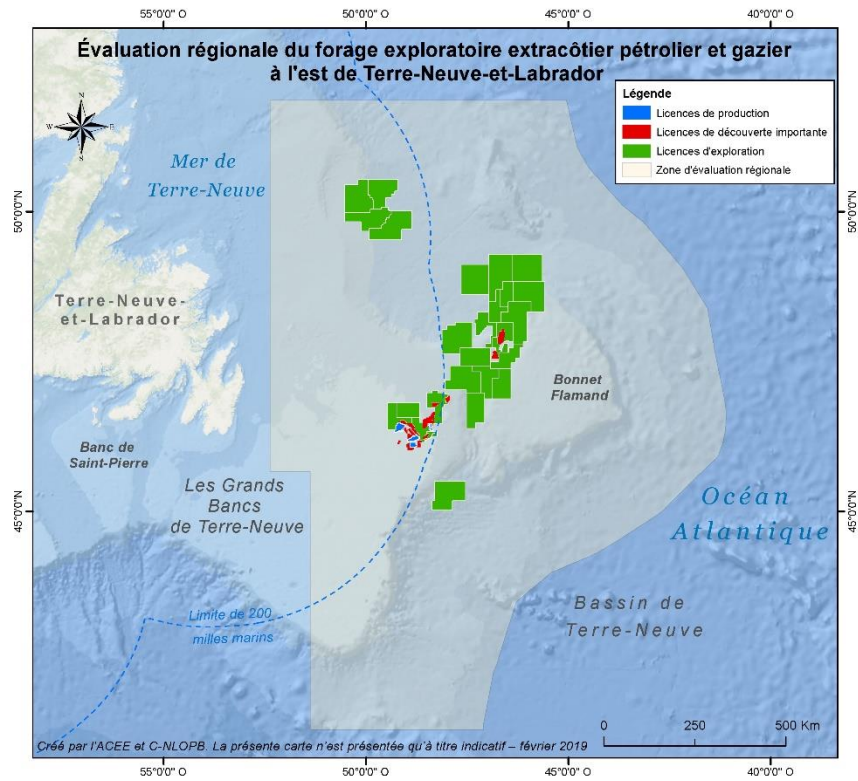 55°0'0" O
50°0'0" O
45°0'0" O
40°0'0" O
Évaluation régionale du forage exploratoire extracôtier pétrolier et gazier
à l'est de Terre-Neuve-et-Labrador
Légende
Licences de production
Licences de découverte importante
Licences d'exploration
Zone d'évaluation régionale
N
E
S
Mer de
Terre-Neuve
50°0'0"N
50°0'0"N
Terre-Neuve-
et-Labrador
Bonnet
Flamand
Banc de
Saint-Pierre
Les Grands
Bancs
de Terre-Neuve
45°0'0"N
45°0'0"N
Océan
Atlantique
Limite de 200
milles marins
Bassin de
Terre-Neuve
0 250 500 Km
Créé par l'ACEE et C-NLOPB. La présente carte n'est présentée qu'à titre indicatif – février 2019
55°0'0" O
50°0'0" O
45°0'0" O
40°0'0" O